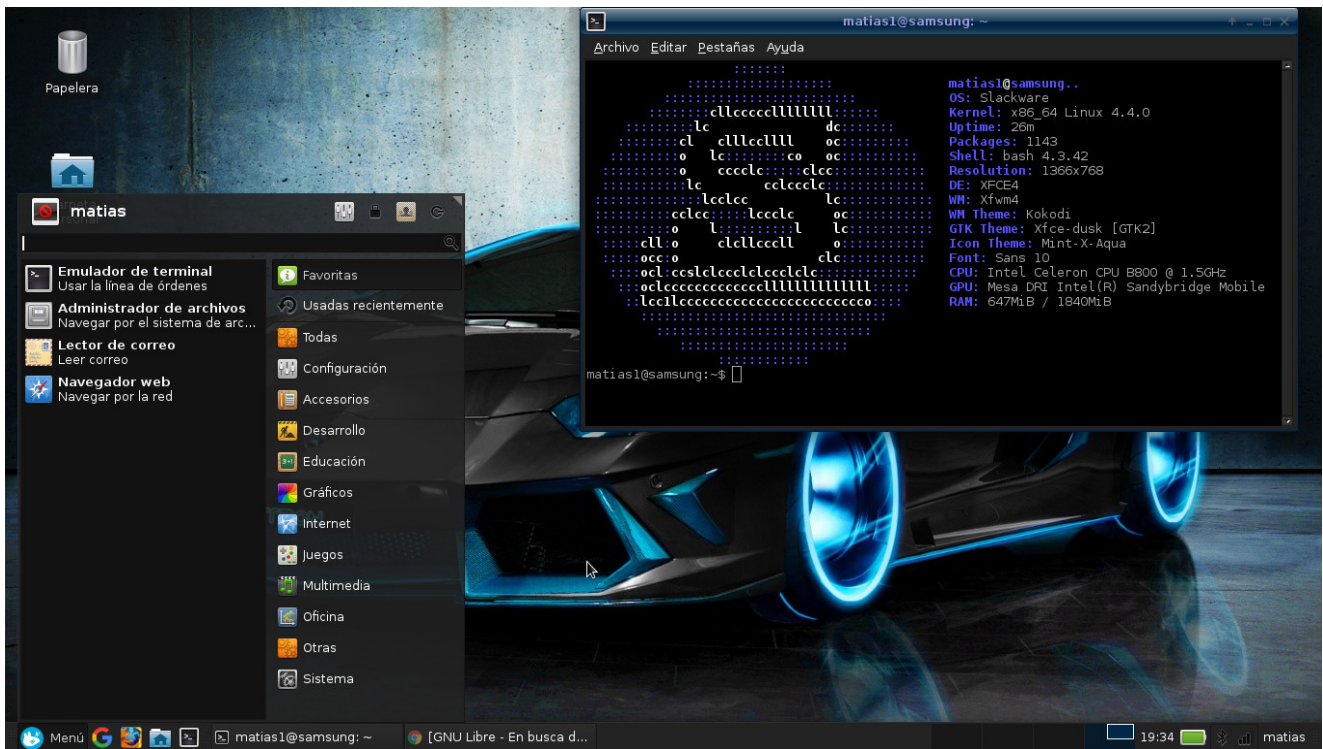 Papelera
matias
Emulador de terminal
Usar la línea de órdenes
Administrador de archivos
Navegar por el sistema de arc...
Lector de correo
Leer correo
Navegador web
Navegar por la red
Favoritas
Usadas recientemente
Todas
Configuración
Accesorios
Desarrollo
Educación
Gráficos
Internet
Juegos
Multimedia
Oficina
Otras
Sistema
matias1@samsung: ~
Archivo Editar Pestañas Ayuda
matias1@samsung..
OS: Slackware
Kernel: x86_64 Linux 4.4.0
Uptime: 26m
Packages: 1143
Shell: bash 4.3.42
Resolution: 1366x768
DE: XFCE4
WM: Xfwm4
WM Theme: Kokodi
GTK Theme: Xfce-dusk [GTK2]
Icon Theme: Mint-X-Aqua
Font: Sans 10
CPU: Intel Celeron CPU B800 @ 1.5GHz
GPU: Mesa DRI Intel(R) Sandybridge Mobile
RAM: 647MiB / 1840MiB
matias1@samsung:~$
Menú
matias1@samsung: ~
[GNU Libre - En busca d...
19:34
matias